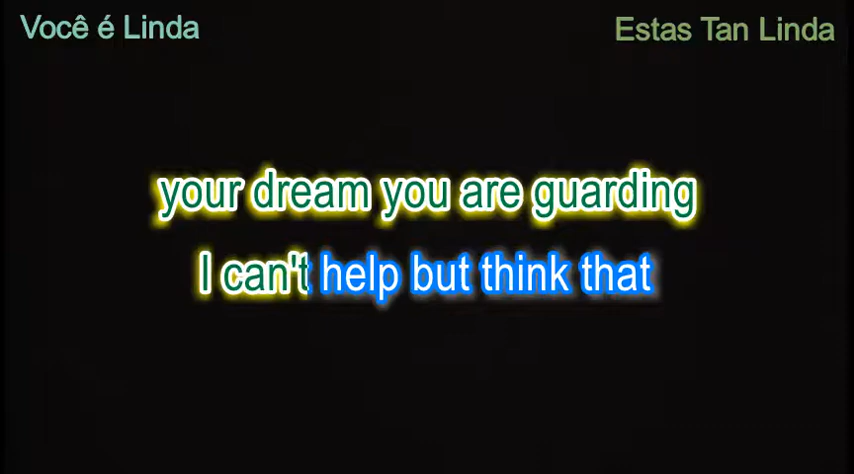 Você é Linda
Estas Tan Linda
your dream you are guarding
I can't help but think that